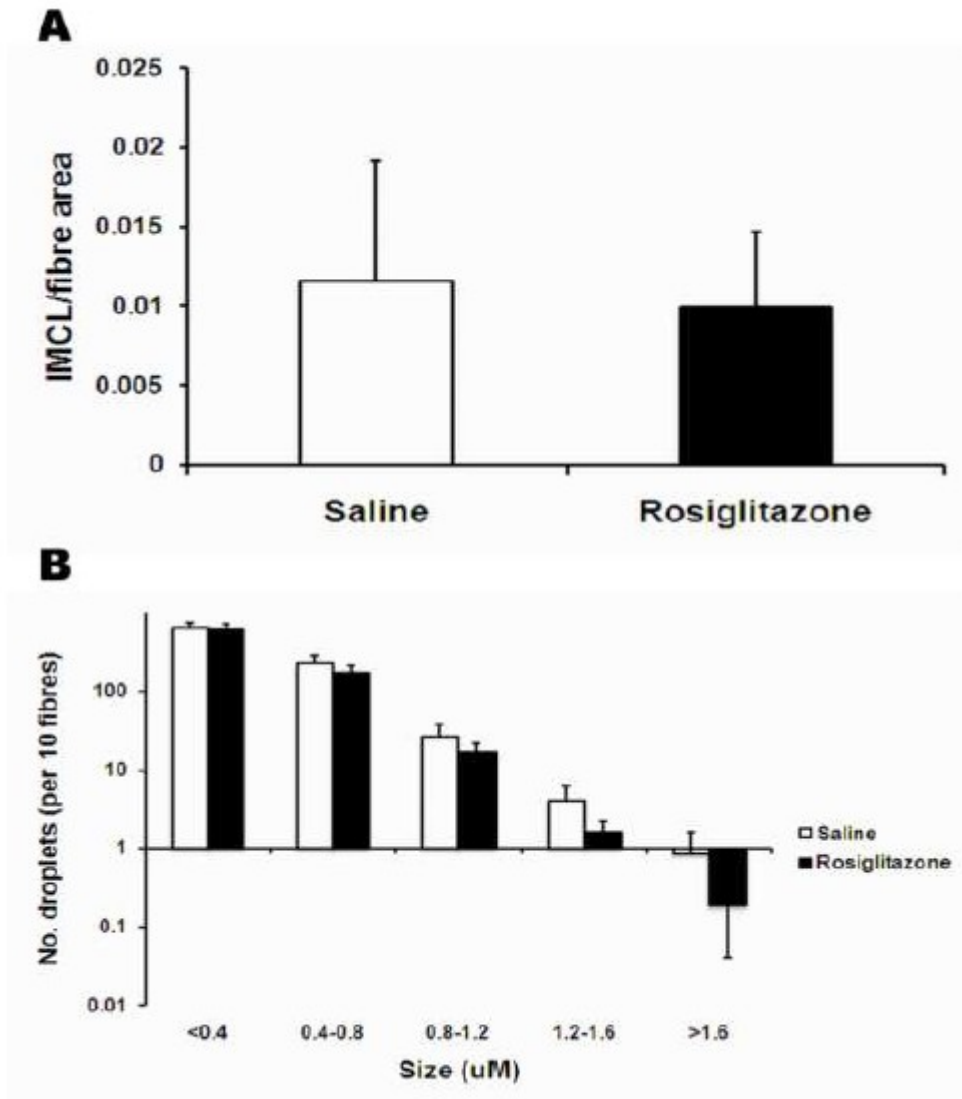 A
0.025
0.02
0.015
0.01
0.005
0
IMCL/fibre area
Saline
Rosiglitazone
B
100
10
1
0.1
0.01
No. droplets (per 10 fibres)
<0.4
0.4-0.8
0.8-1.2
1.2-1.6
>1.6
Size (uM)
Saline
Rosiglitazone